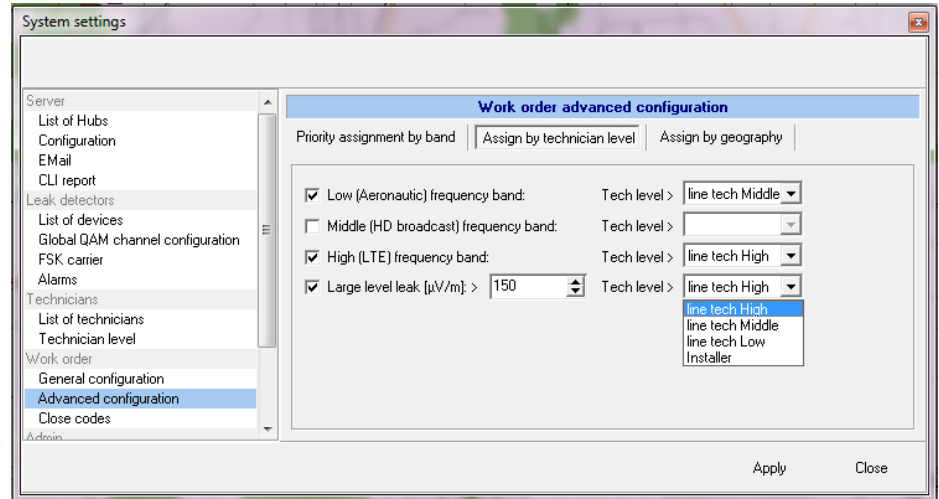 System settings
Server
List of Hubs
Configuration
EMail
CLI report
Leak detectors
List of devices
Global QAM channel configuration
FSK carrier
Alarms
Technicians
List of technicians
Technician level
Work order
General configuration
Advanced configuration
Close codes
Admin
Work order advanced configuration
Priority assignment by band
Assign by technician level
Assign by geography
Low (Aeronautic) frequency band: Tech level > line tech Middle
Middle (HD broadcast) frequency band: Tech level >
High (LTE) frequency band: Tech level > line tech High
Large level leak [µV/m]: > 150 Tech level > line tech High
line tech High
line tech Middle
line tech Low
Installer
Apply Close